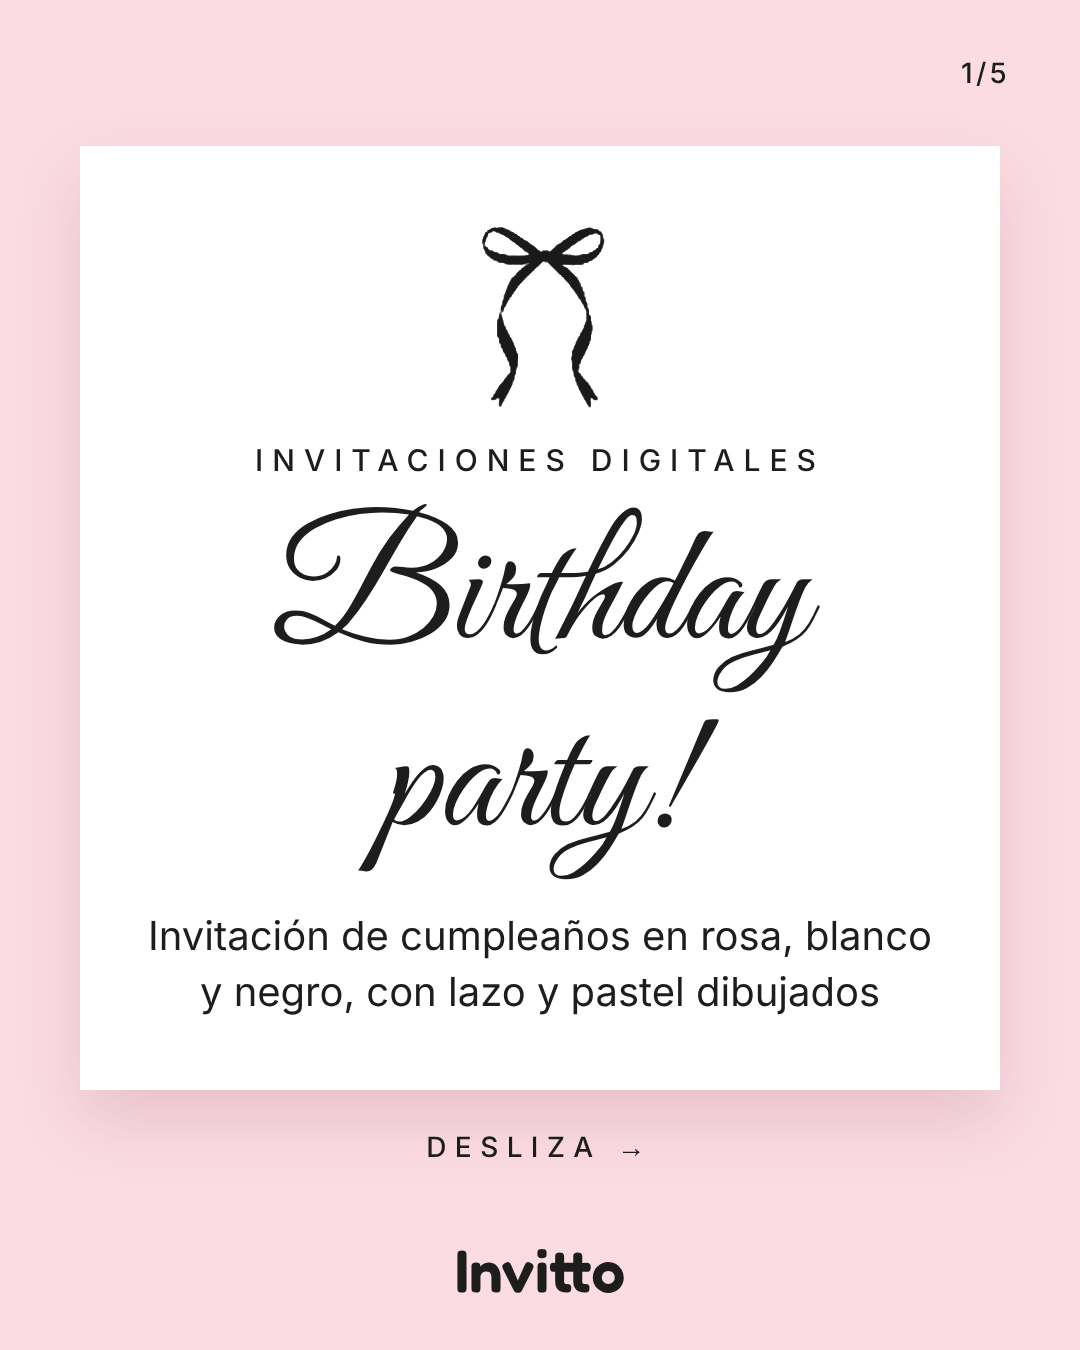 1/5
INVITACIONES DIGITALES
Birthday
party!
Invitación de cumpleaños en rosa, blanco
y negro, con lazo y pastel dibujados
DESLIZA →
Invitto